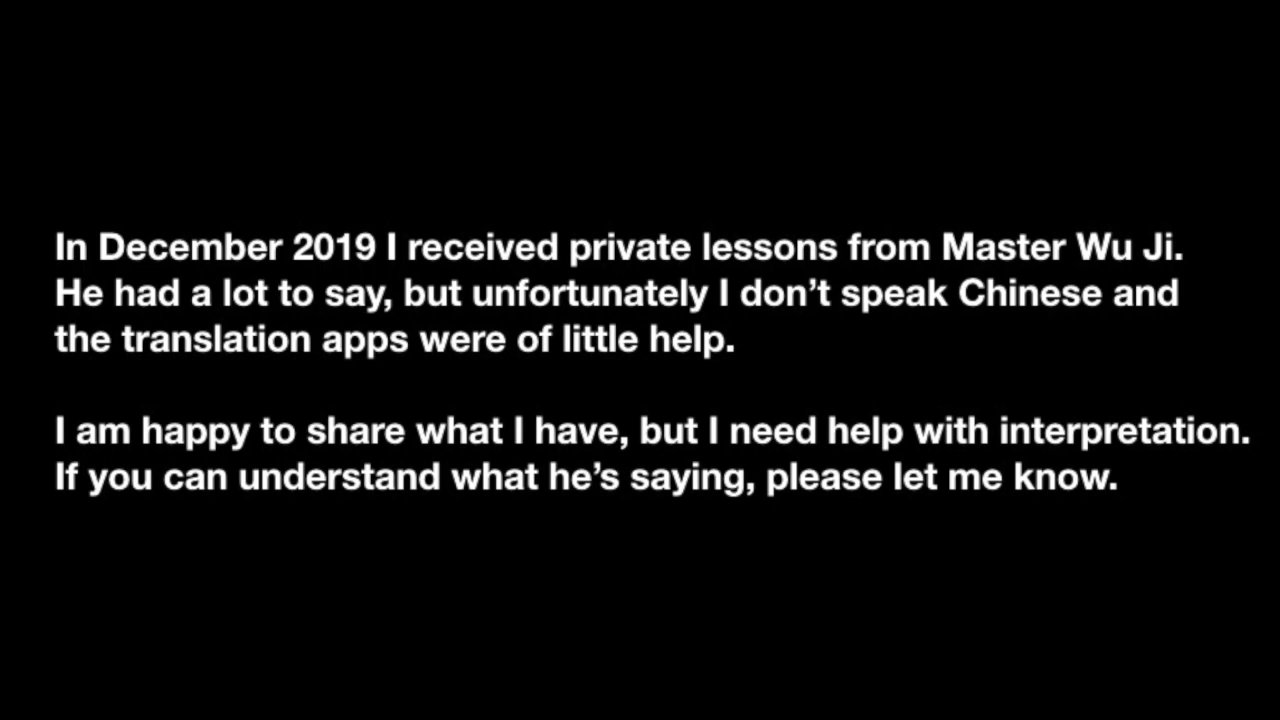 In December 2019 I received private lessons from Master Wu Ji.
He had a lot to say, but unfortunately I don’t speak Chinese and
the translation apps were of little help.
I am happy to share what I have, but I need help with interpretation.
If you can understand what he’s saying, please let me know.